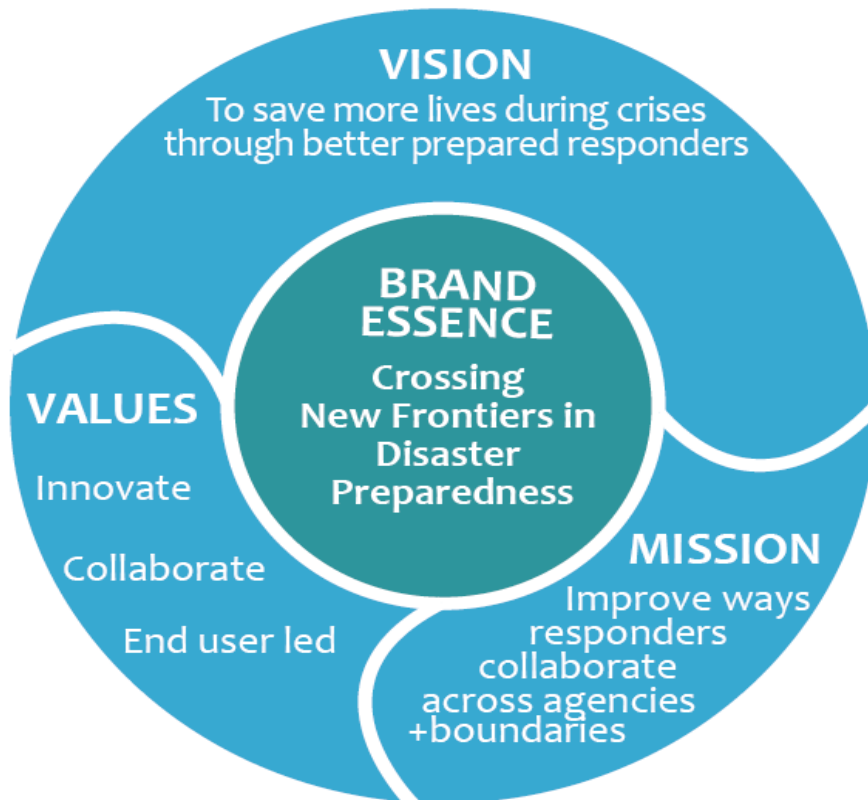 VISION
To save more lives during crises
through better prepared responders
BRAND
ESSENCE
Crossing
New Frontiers in
Disaster
Preparedness
VALUES
Innovate
Collaborate
End user led
MISSION
Improve ways
responders
collaborate
across agencies
+boundaries